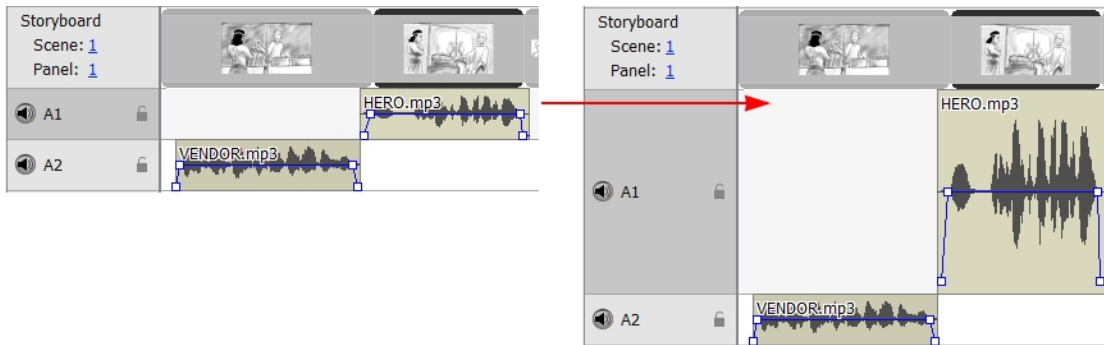 Storyboard
Scene: 1
Panel: 1
A1
HERO.mp3
A2
VENDOR.mp3
Storyboard
Scene: 1
Panel: 1
HERO.mp3
A1
A2
VENDOR.mp3